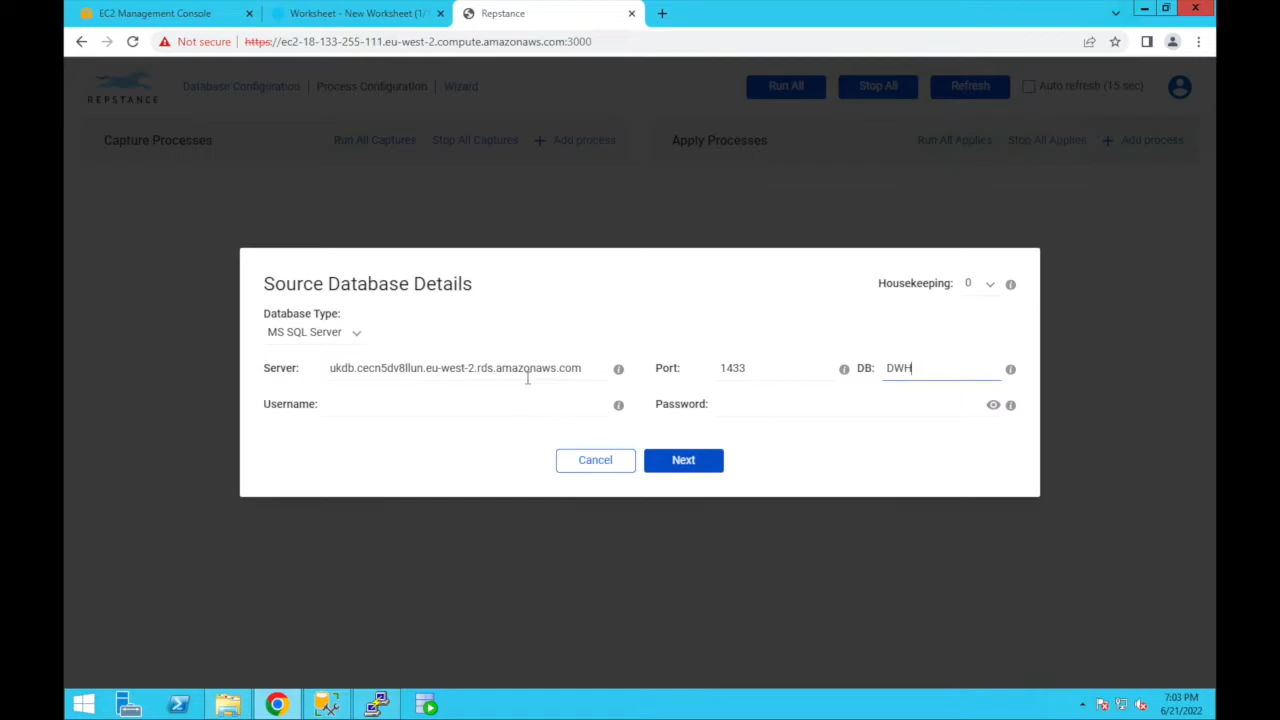 EC2 Management Console
Worksheet - New Worksheet (1/
Repstance
Not secure
https://ec2-18-133-255-111.eu-west-2.compute.amazonaws.com:3000
REPSTANCE
Database Configuration
Process Configuration
Wizard
Run All
Stop All
Refresh
Auto refresh (15 sec)
Capture Processes
Run All Captures
Stop All Captures
+ Add process
Apply Processes
Run All Applies
Stop All Applies
+ Add process
Source Database Details
Housekeeping: 0
Database Type:
MS SQL Server
Server: ukdb.cecn5dv8llun.eu-west-2.rds.amazonaws.com
Port: 1433
DB: DWH
Username:
Password:
Cancel
Next
7:03 PM
6/21/2022